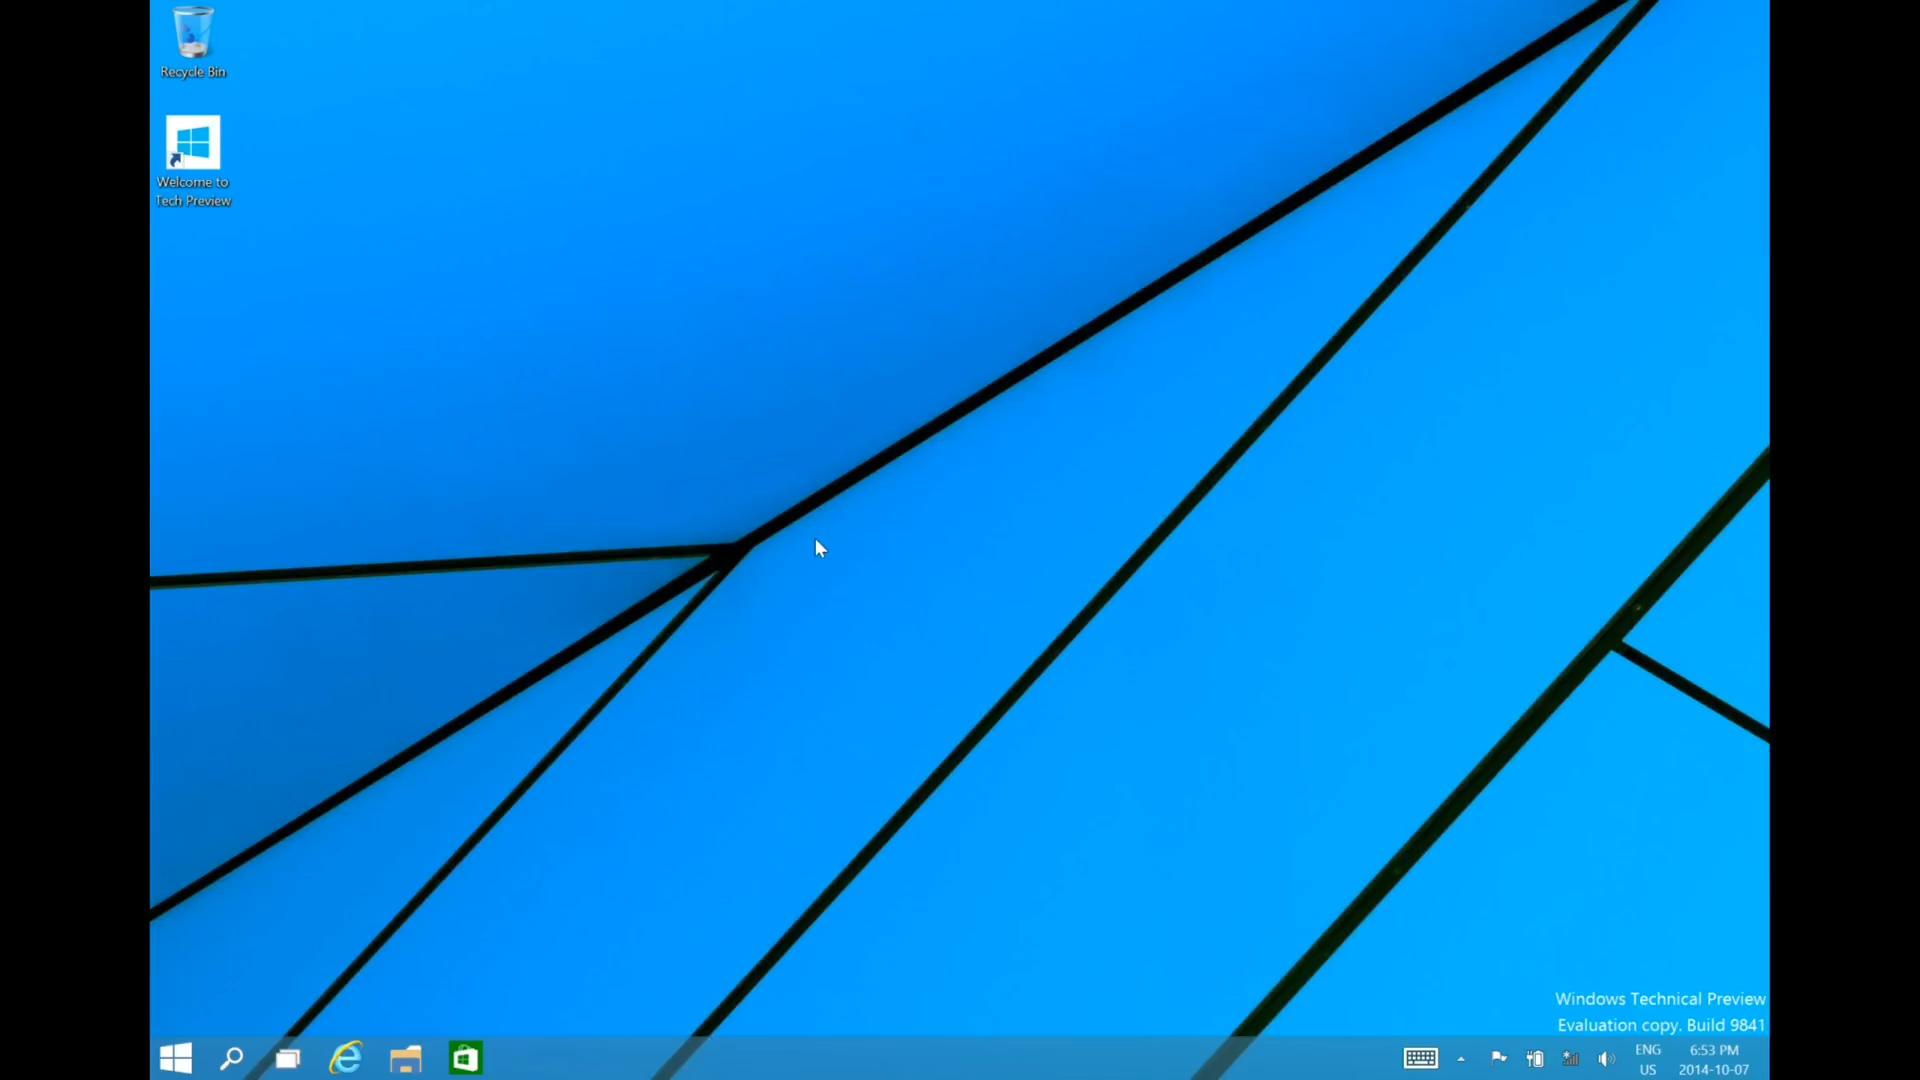 Recycle Bin
Welcome to
Tech Preview
Windows Technical Preview
Evaluation copy. Build 9841
ENG
US
6:53 PM
2014-10-07